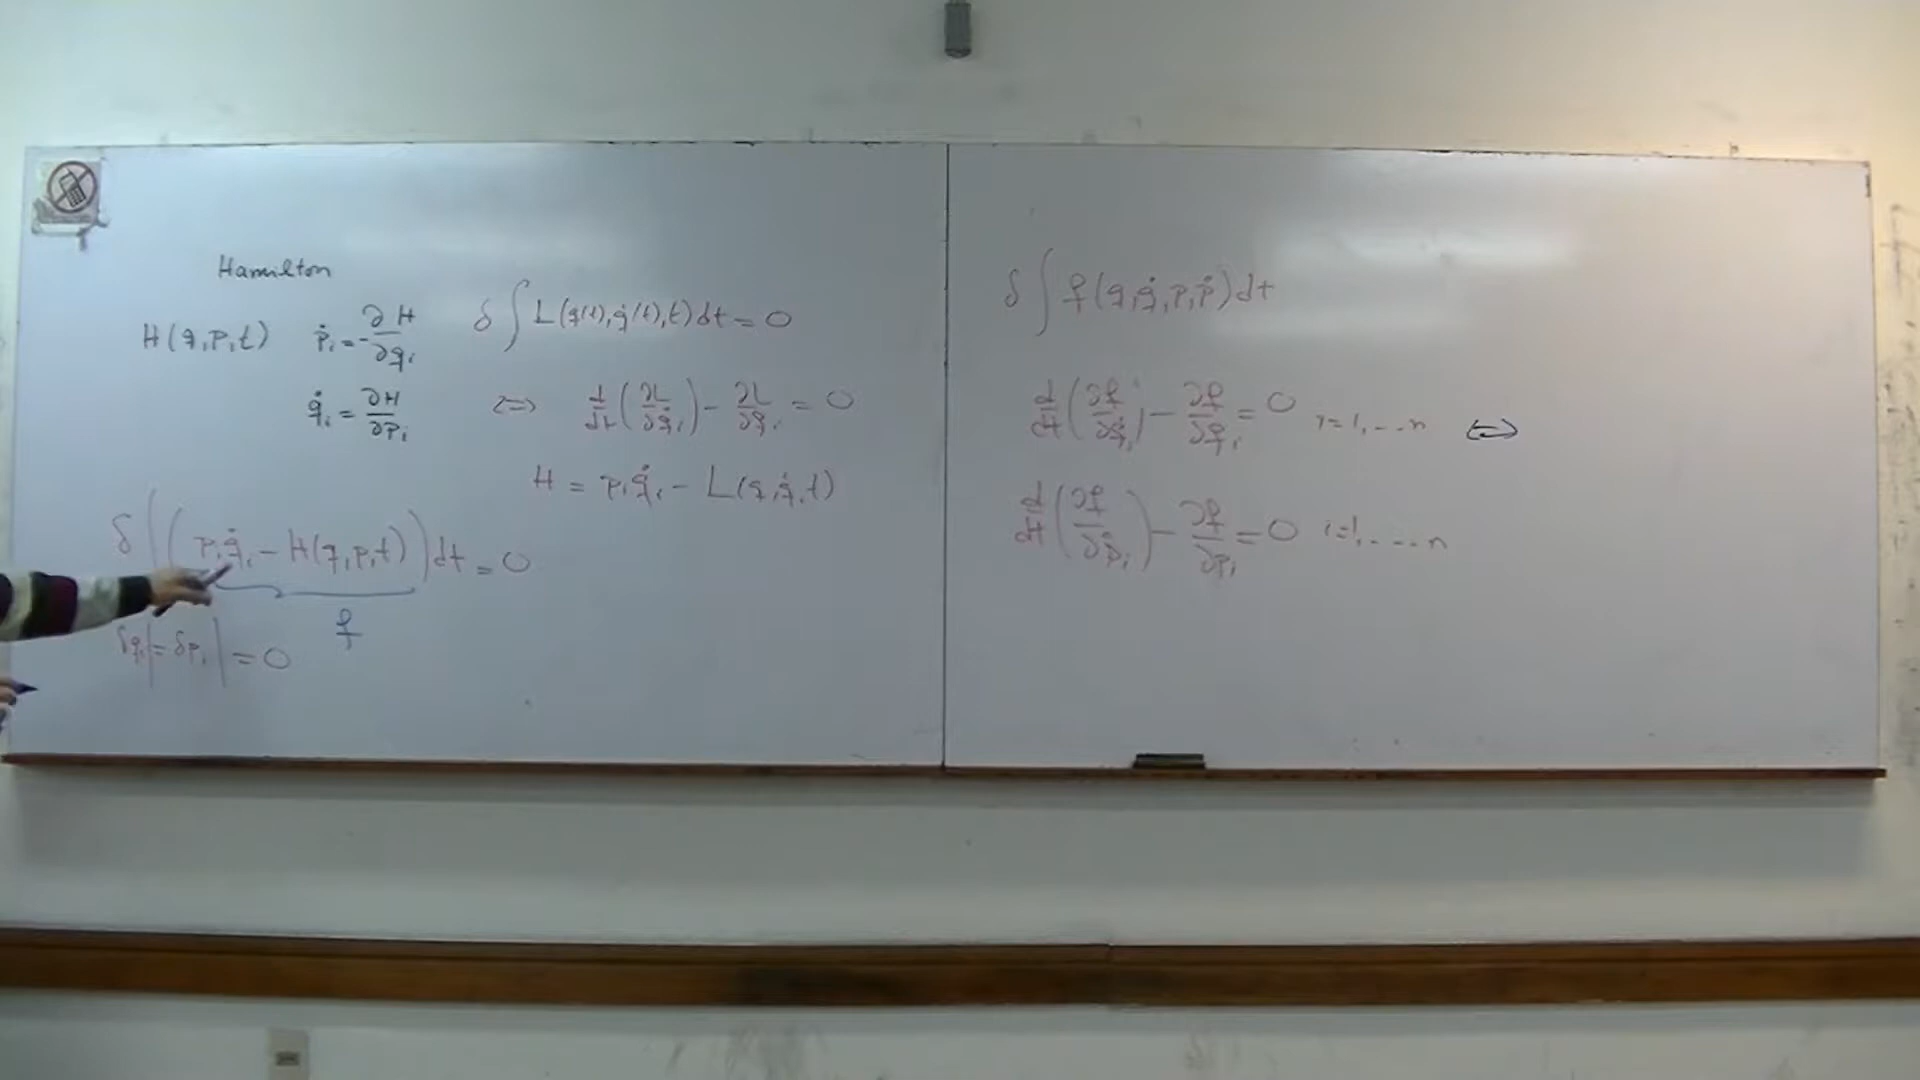 Hamilton
H(q,p,t) ṗᵢ = -∂H/∂qᵢ
q̇ᵢ = ∂H/∂pᵢ
δ∫L(q(t),q̇(t),t)dt = 0
⇔ d/dt(∂L/∂q̇ᵢ) - ∂L/∂qᵢ = 0
H = pᵢq̇ᵢ - L(q,q̇,t)
δ∫(pᵢq̇ᵢ - H(q,p,t))dt = 0
f
δqᵢ| = δpᵢ| = 0
δ∫f(q,q̇,p,ṗ)dt
d/dt(∂f/∂q̇ᵢ) - ∂f/∂qᵢ = 0 i=1,...n ⇔
d/dt(∂f/∂ṗᵢ) - ∂f/∂pᵢ = 0 i=1,...n